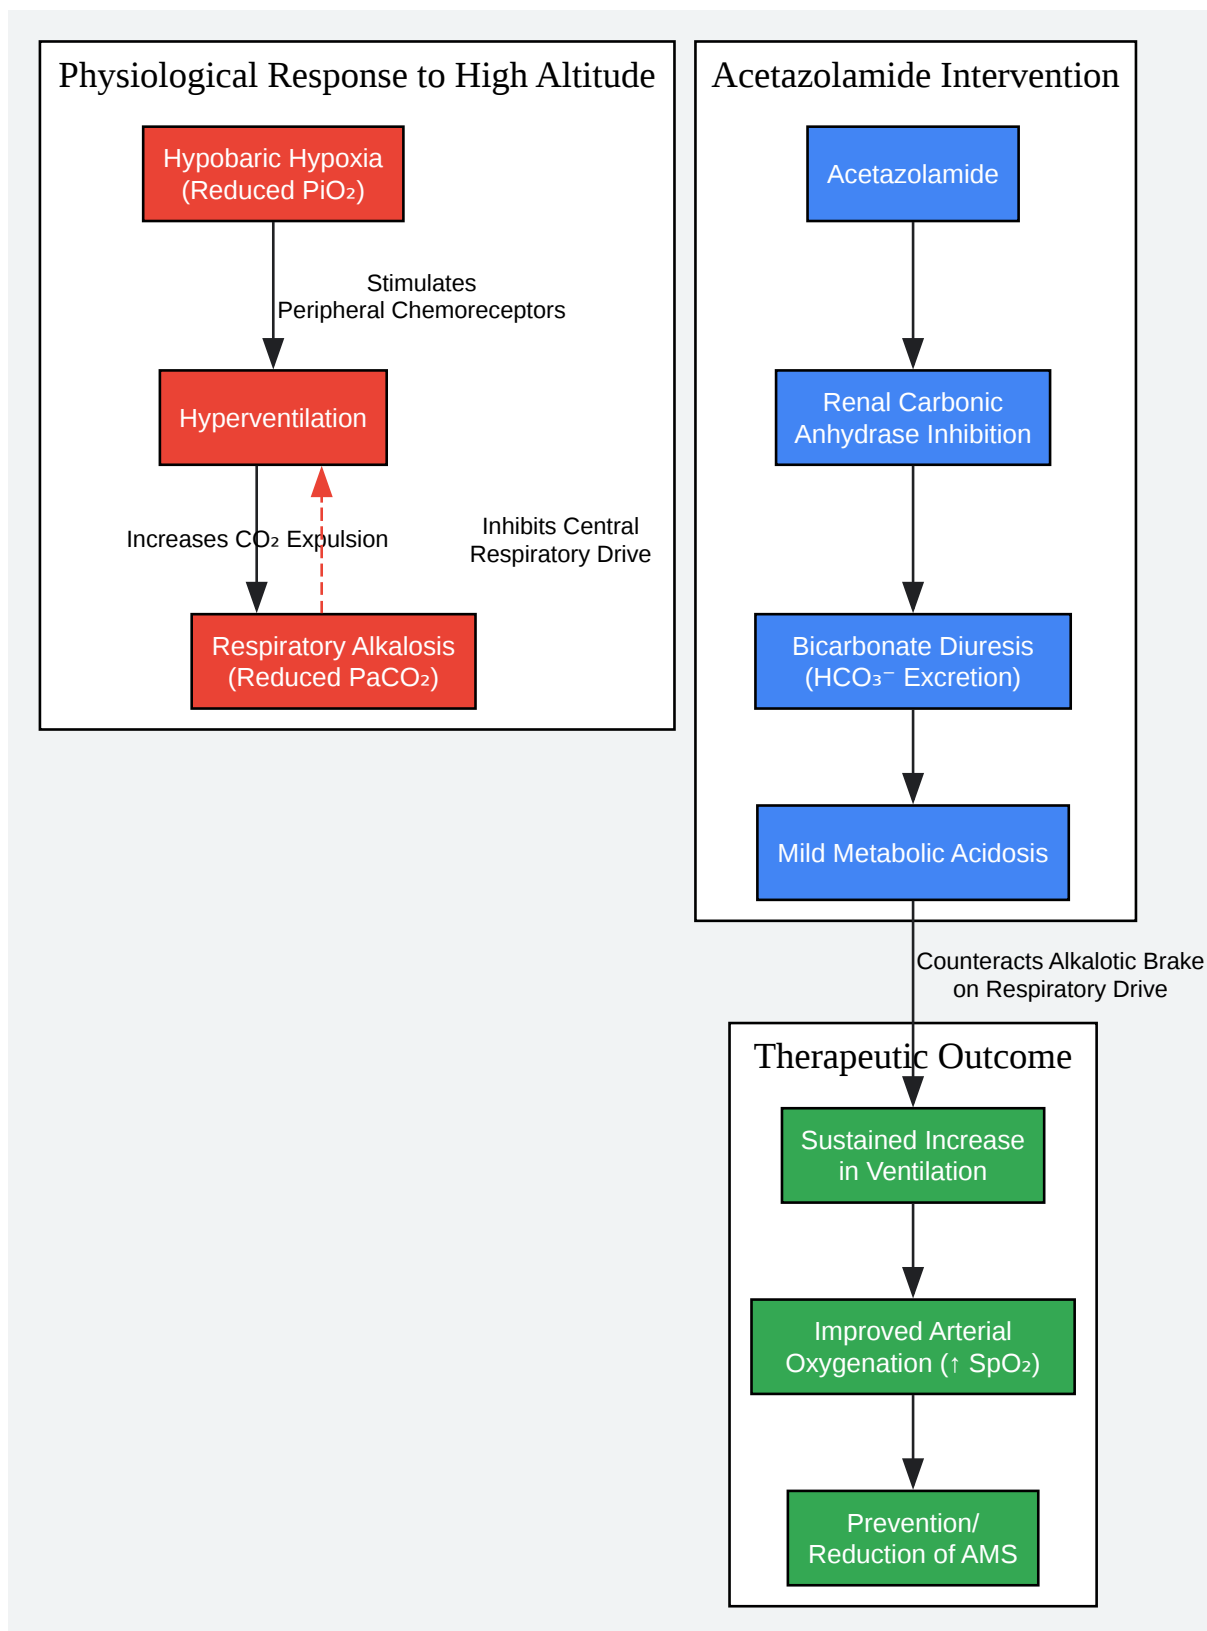 Physiological Response to High Altitude
Hypobaric Hypoxia
(Reduced PiO₂)
Stimulates
Peripheral Chemoreceptors
Hyperventilation
Increases CO₂ Expulsion
Inhibits Central
Respiratory Drive
Respiratory Alkalosis
(Reduced PaCO₂)
Acetazolamide Intervention
Acetazolamide
Renal Carbonic
Anhydrase Inhibition
Bicarbonate Diuresis
(HCO₃⁻ Excretion)
Mild Metabolic Acidosis
Counteracts Alkalotic Brake
on Respiratory Drive
Therapeutic Outcome
Sustained Increase
in Ventilation
Improved Arterial
Oxygenation (↑ SpO₂)
Prevention/
Reduction of AMS